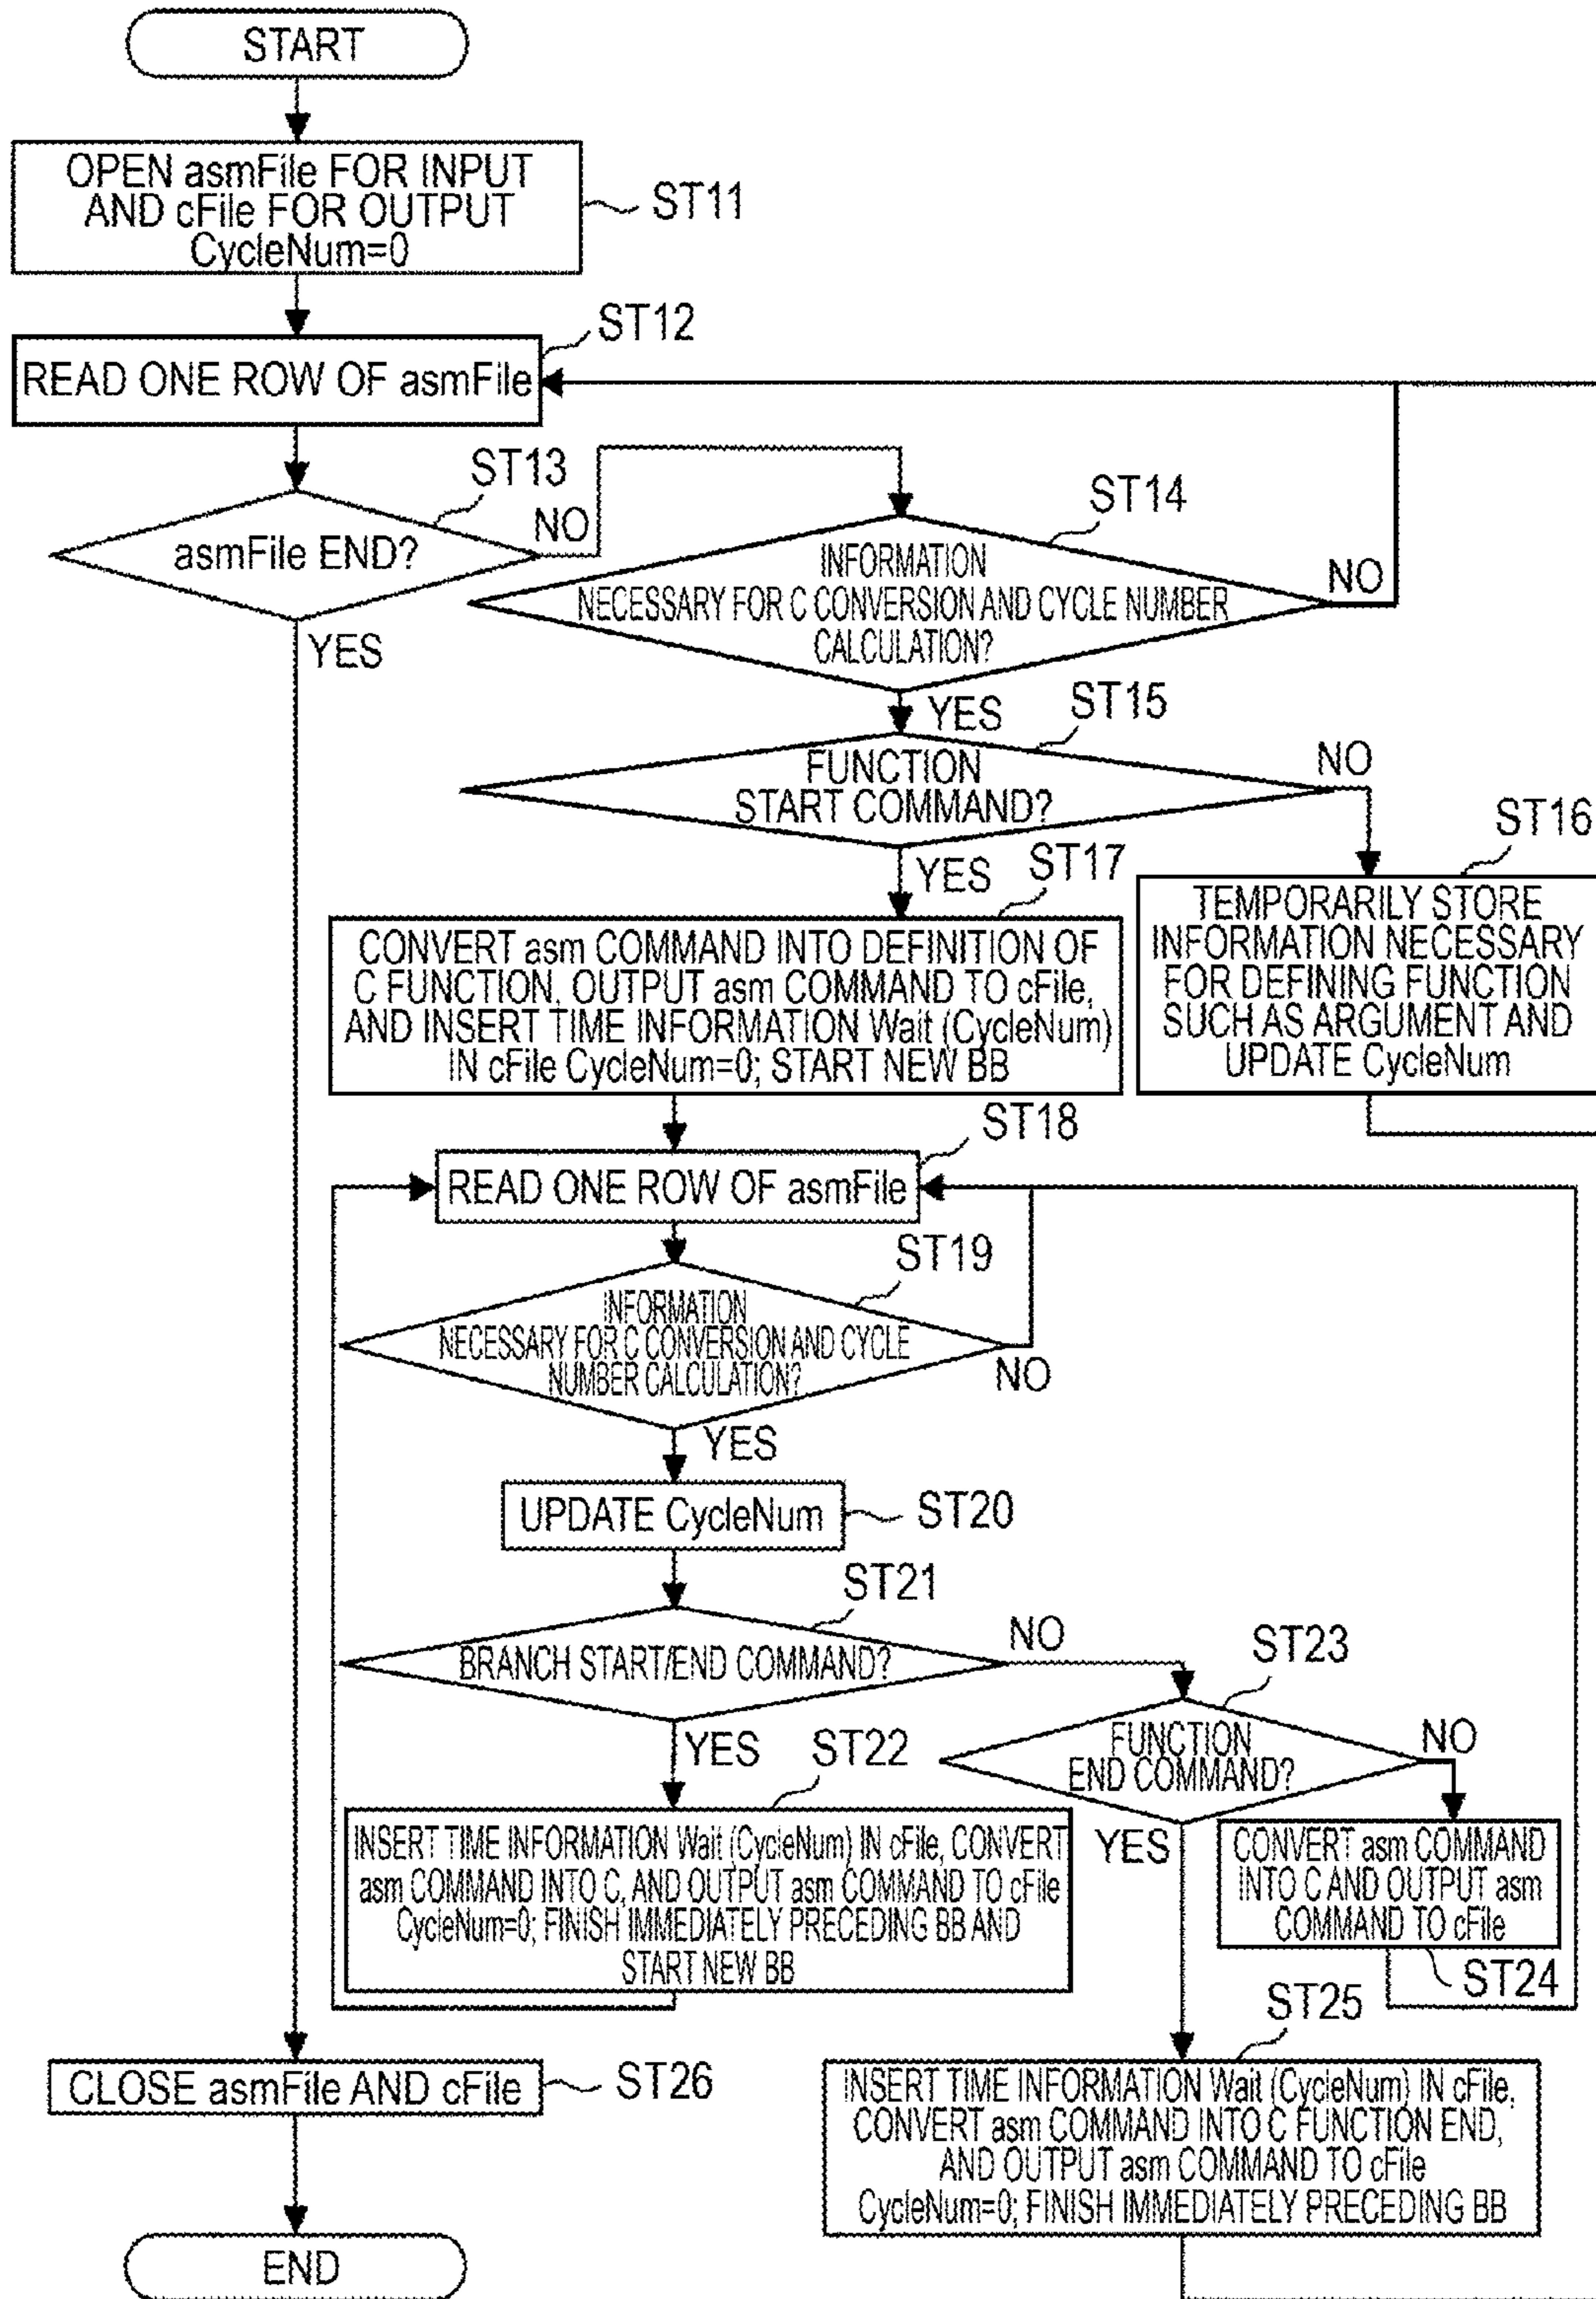 START
OPEN asmFile FOR INPUT
AND cFile FOR OUTPUT
CycleNum=0
ST11
ST12
READ ONE ROW OF asmFile
ST13
asmFile END?
NO
YES
ST14
INFORMATION
NECESSARY FOR C CONVERSION AND CYCLE NUMBER
CALCULATION?
NO
YES
ST15
FUNCTION
START COMMAND?
NO
YES
ST16
TEMPORARILY STORE
INFORMATION NECESSARY
FOR DEFINING FUNCTION
SUCH AS ARGUMENT AND
UPDATE CycleNum
ST17
CONVERT asm COMMAND INTO DEFINITION OF
C FUNCTION, OUTPUT asm COMMAND TO cFile,
AND INSERT TIME INFORMATION Wait (CycleNum)
IN cFile CycleNum=0; START NEW BB
ST18
READ ONE ROW OF asmFile
ST19
INFORMATION
NECESSARY FOR C CONVERSION AND CYCLE
NUMBER CALCULATION?
NO
YES
UPDATE CycleNum
ST20
ST21
BRANCH START/END COMMAND?
NO
YES
ST22
INSERT TIME INFORMATION Wait (CycleNum) IN cFile, CONVERT
asm COMMAND INTO C, AND OUTPUT asm COMMAND TO cFile
CycleNum=0; FINISH IMMEDIATELY PRECEDING BB AND
START NEW BB
ST23
FUNCTION
END COMMAND?
NO
YES
CONVERT asm COMMAND
INTO C AND OUTPUT asm
COMMAND TO cFile
ST24
ST25
INSERT TIME INFORMATION Wait (CycleNum) IN cFile,
CONVERT asm COMMAND INTO C FUNCTION END,
AND OUTPUT asm COMMAND TO cFile
CycleNum=0; FINISH IMMEDIATELY PRECEDING BB
CLOSE asmFile AND cFile
ST26
END